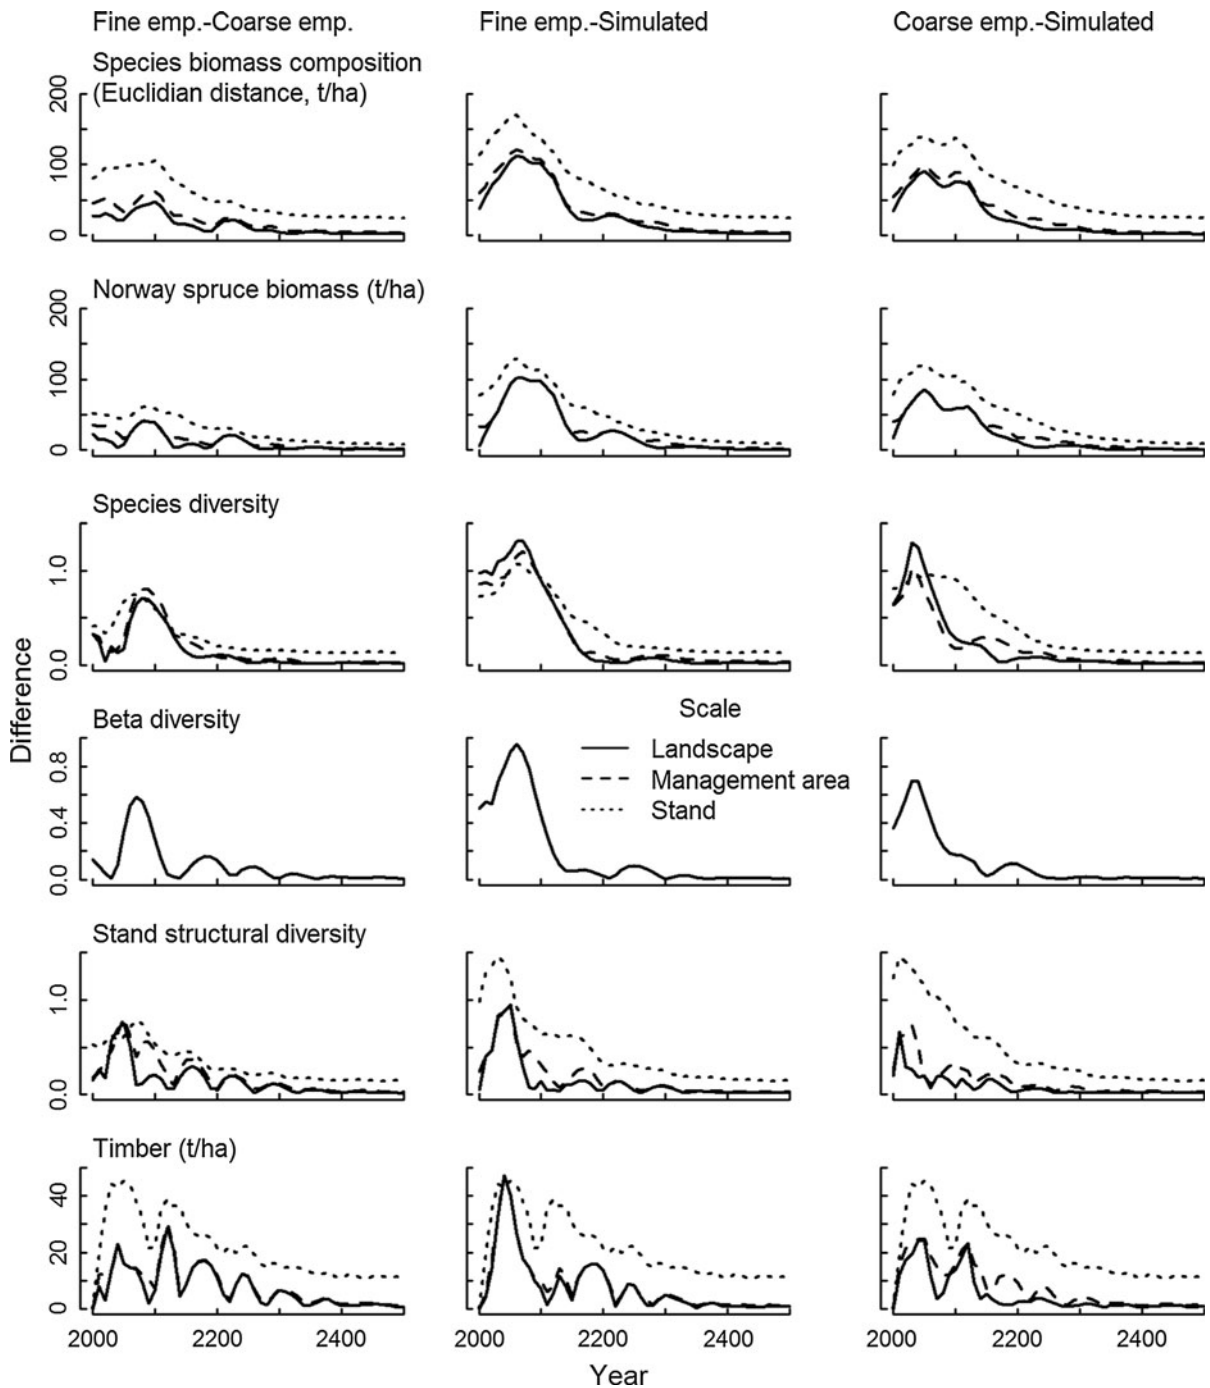 Fine emp.-Coarse emp.
Fine emp.-Simulated
Coarse emp.-Simulated
Species biomass composition
(Euclidian distance, t/ha)
200
100
0
Norway spruce biomass (t/ha)
200
100
0
Species diversity
1.0
0.0
Difference
Beta diversity
0.8
0.4
0.0
Scale
Landscape
Management area
Stand
Stand structural diversity
1.0
0.0
Timber (t/ha)
40
20
0
2000 2200 2400
2000 2200 2400
2000 2200 2400
Year